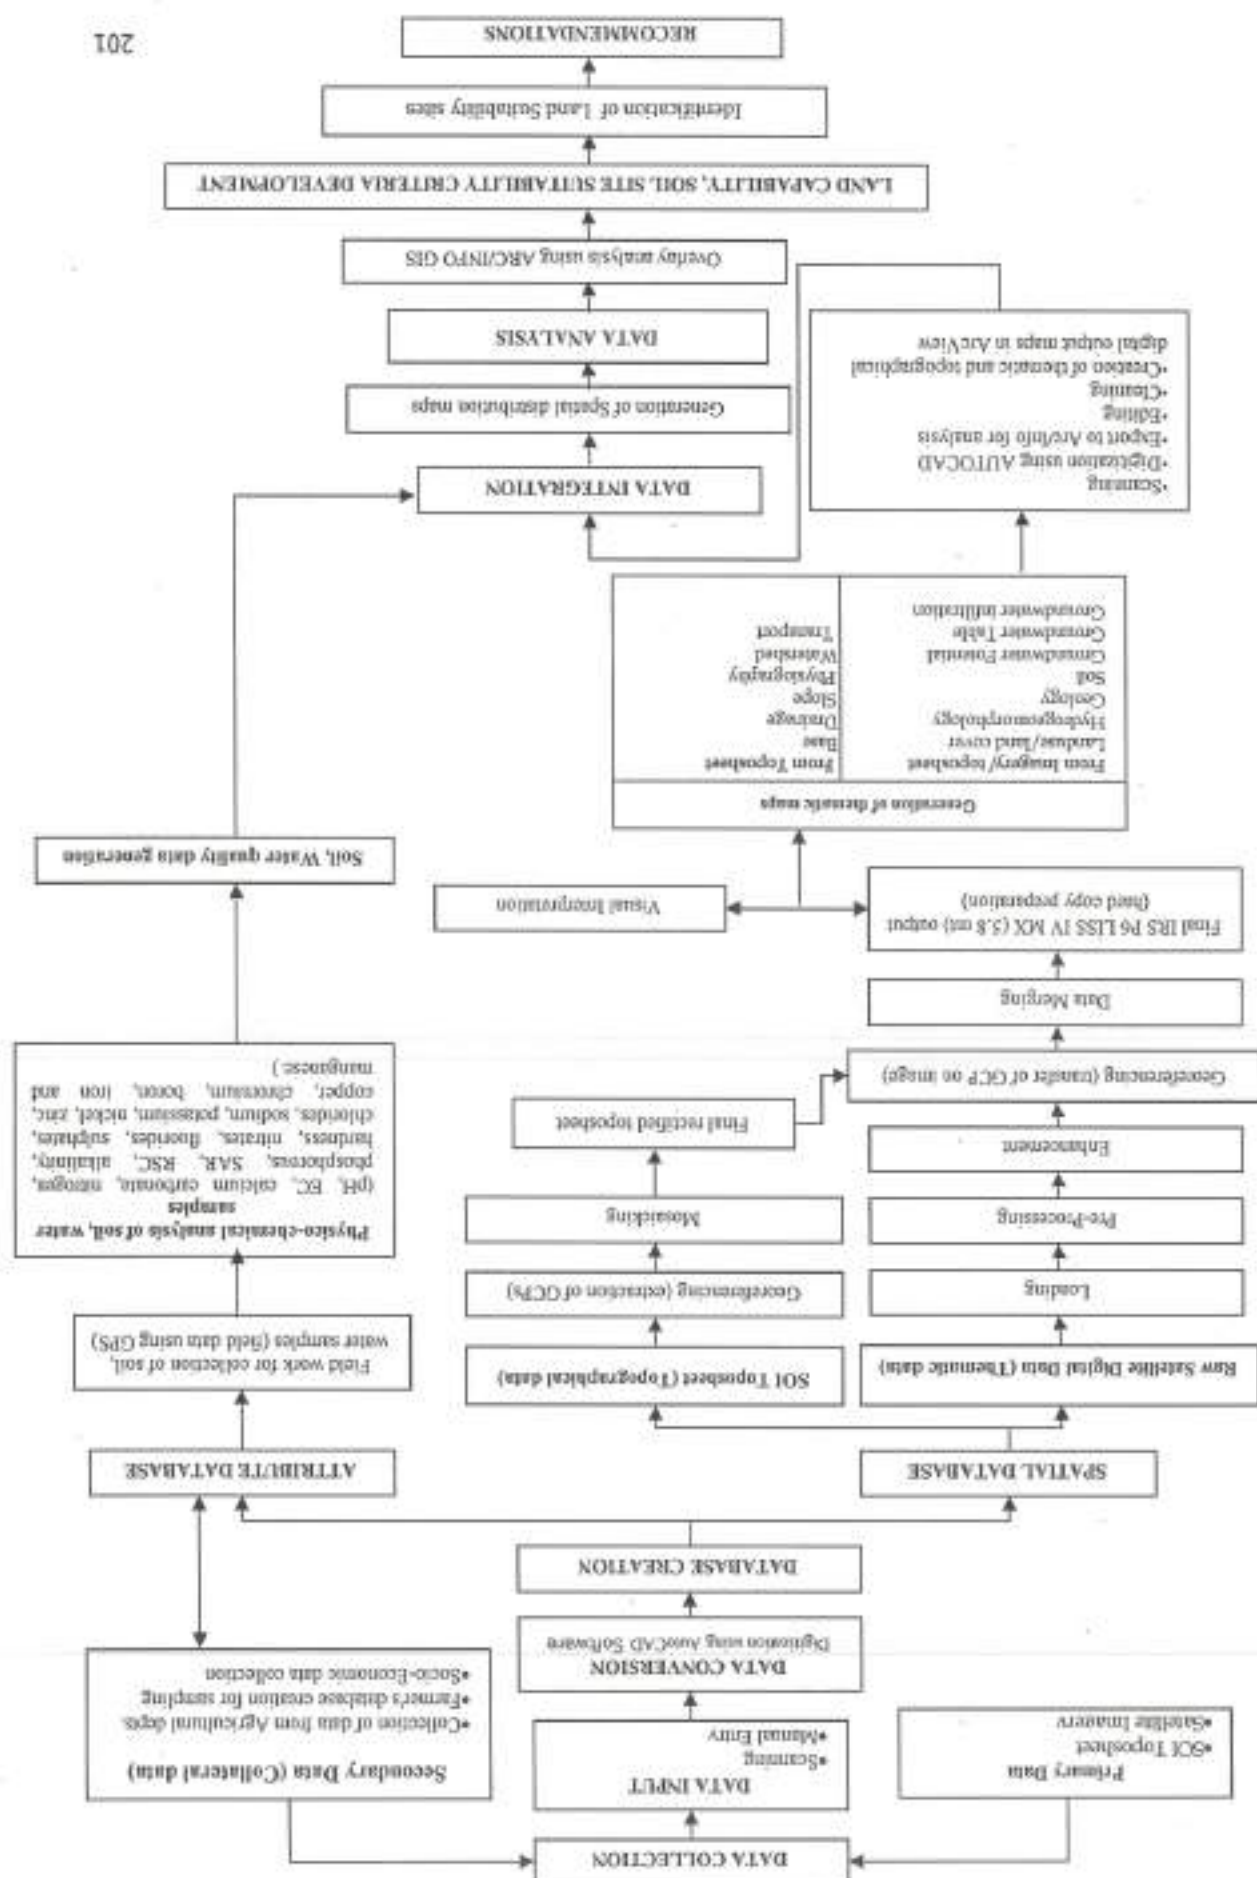 DATA COLLECTION
Primary Data
•SOI Toposheet
•Satellite Imagery
DATA INPUT
•Scanning
•Manual Entry
Secondary Data (Collateral data)
•Collection of data from Agricultural depts.
•Farmer's database creation for sampling
•Socio-Economic data collection
DATA CONVERSION
Digitization using AutoCAD Software
DATABASE CREATION
SPATIAL DATABASE
ATTRIBUTE DATABASE
Raw Satellite Digital Data (Thematic data)
Loading
Pre-Processing
Enhancement
Georeferencing (transfer of GCP on image)
Data Merging
Final IRS P6 LISS IV MX (5.8 mt) output
(hard copy preparation)
SOI Toposheet (Topographical data)
Georeferencing (extraction of GCPs)
Mosaicking
Final rectified toposheet
Visual Interpretation
Field work for collection of soil,
water samples (field data using GPS)
Physico-chemical analysis of soil, water
samples
(pH, EC, calcium carbonate, nitrogen,
phosphorous, SAR, RSC, alkalinity,
hardness, nitrates, fluorides, sulphates,
chlorides, sodium, potassium, nickel, zinc,
copper, chromium, boron, iron and
manganese )
Soil, Water quality data generation
Generation of thematic maps
From Imagery/ toposheet
Landuse/land cover
Hydrogeomorphology
Geology
Soil
Groundwater Potential
Groundwater Table
Groundwater infiltration
From Toposheet
Base
Drainage
Slope
Physiography
Watershed
Transport
•Scanning
•Digitization using AUTOCAD
•Export to Arc/Info for analysis
•Editing
•Cleaning
•Creation of thematic and topographical
digital output maps in ArcView
DATA INTEGRATION
Generation of Spatial distribution maps
DATA ANALYSIS
Overlay analysis using ARC/INFO GIS
LAND CAPABILITY, SOIL SITE SUITABILITY CRITERIA DEVELOPMENT
Identification of Land Suitability sites
RECOMMENDATIONS
201